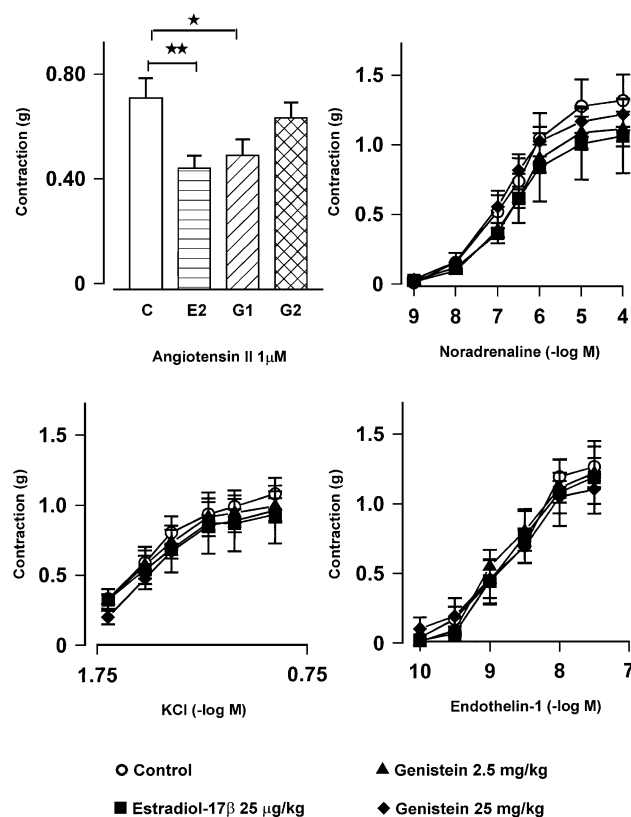 ★
★★
0.80
0.40
0
Contraction (g)
C E2 G1 G2
Angiotensin II 1μM
1.5
1.0
0.5
0
Contraction (g)
9 8 7 6 5 4
Noradrenaline (-log M)
1.5
1.0
0.5
0
Contraction (g)
1.75 0.75
KCl (-log M)
1.5
1.0
0.5
0
Contraction (g)
10 9 8 7
Endothelin-1 (-log M)
Control
Genistein 2.5 mg/kg
Estradiol-17β 25 μg/kg
Genistein 25 mg/kg